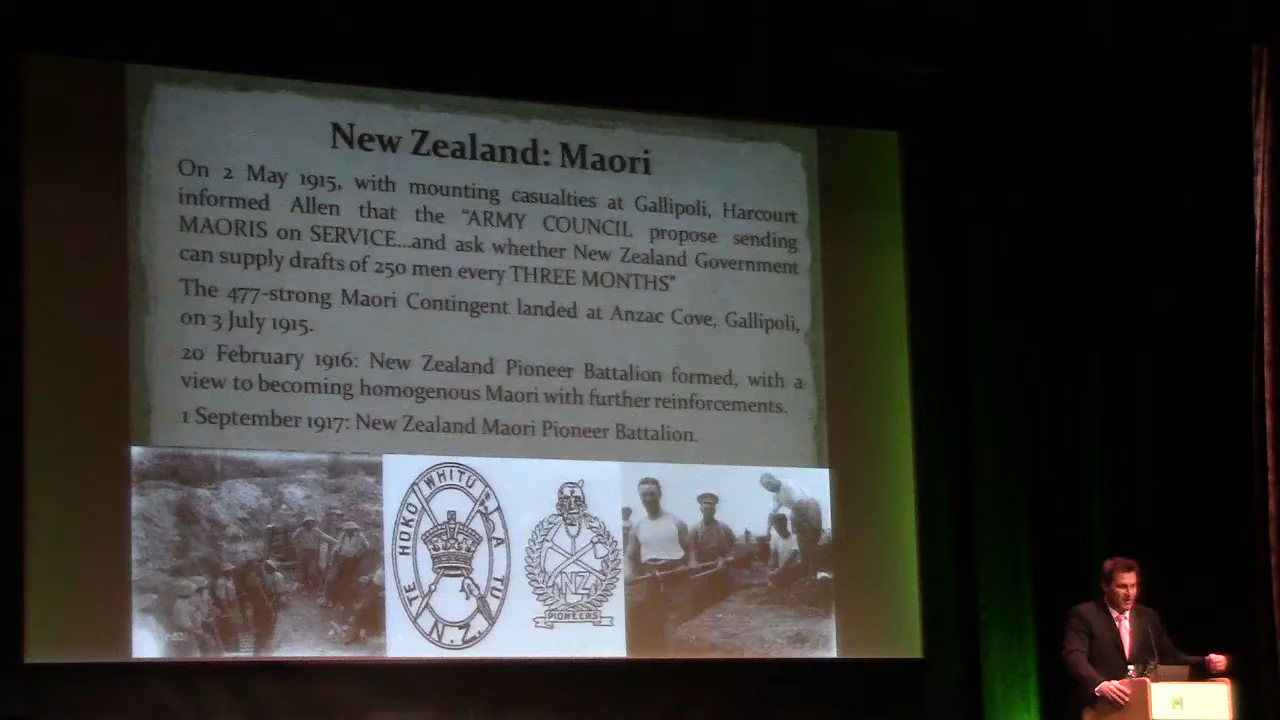 New Zealand: Maori
On 2 May 1915, with mounting casualties at Gallipoli, Harcourt
informed Allen that the "ARMY COUNCIL propose sending
MAORIS on SERVICE...and ask whether New Zealand Government
can supply drafts of 250 men every THREE MONTHS"
The 477-strong Maori Contingent landed at Anzac Cove, Gallipoli,
on 3 July 1915.
20 February 1916: New Zealand Pioneer Battalion formed, with a
view to becoming homogenous Maori with further reinforcements.
1 September 1917: New Zealand Maori Pioneer Battalion.
TE HOKO WHITU A TU
N.Z.
NZ
PIONEERS